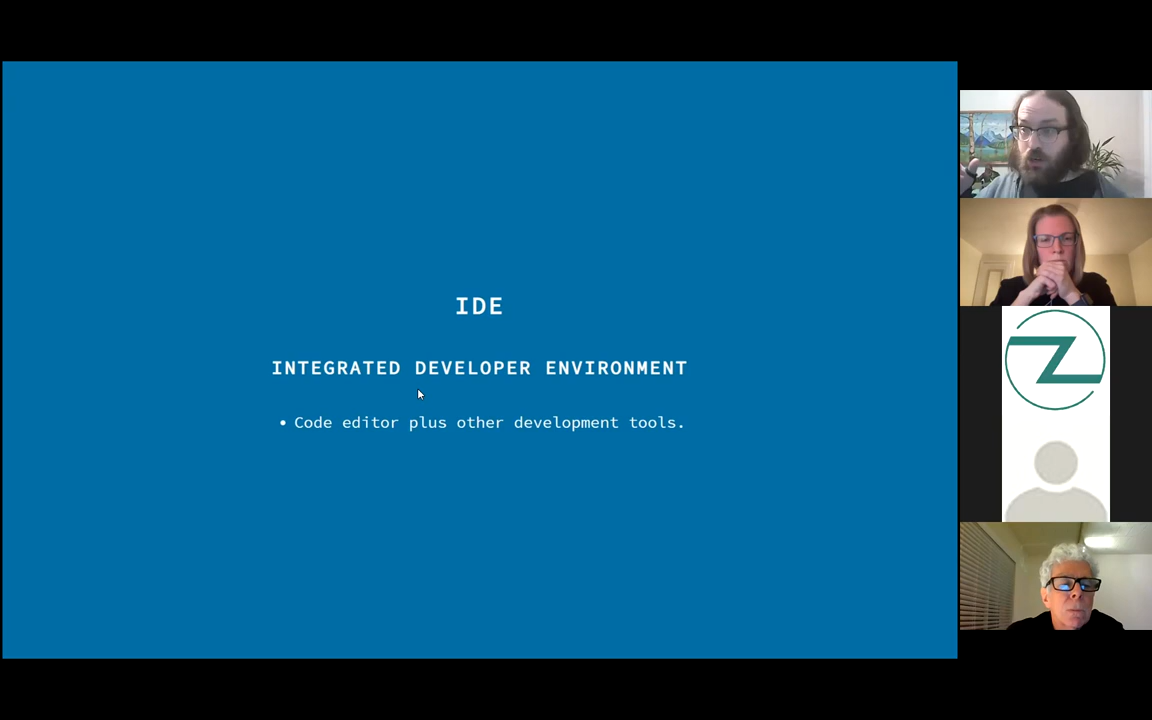 IDE
INTEGRATED DEVELOPER ENVIRONMENT
• Code editor plus other development tools.